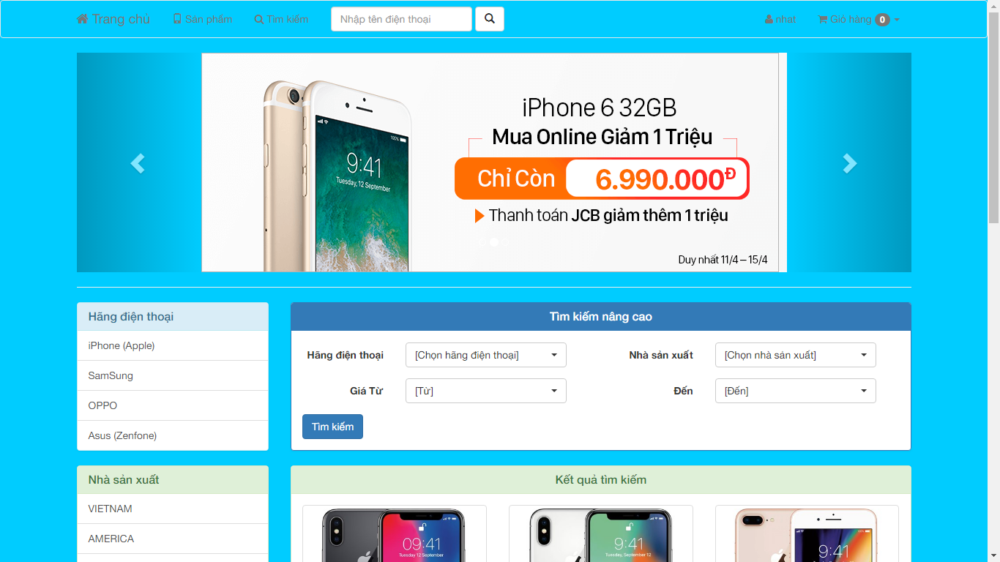 Trang chủ Sản phẩm Tìm kiếm Nhập tên điện thoại nhat Giỏ hàng 0
iPhone 6 32GB
Mua Online Giảm 1 Triệu
Chỉ Còn 6.990.000Đ
Thanh toán JCB giảm thêm 1 triệu
Duy nhất 11/4 – 15/4
9:41
Tuesday, 12 September
100%
Hãng điện thoại
iPhone (Apple)
SamSung
OPPO
Asus (Zenfone)
Tìm kiếm nâng cao
Hãng điện thoại [Chọn hãng điện thoại] Nhà sản xuất [Chọn nhà sản xuất]
Giá Từ [Từ] Đến [Đến]
Tìm kiếm
Nhà sản xuất
VIETNAM
AMERICA
Kết quả tìm kiếm
09:41
Tuesday, 12 September
9:41
Tuesday, September 12
9:41